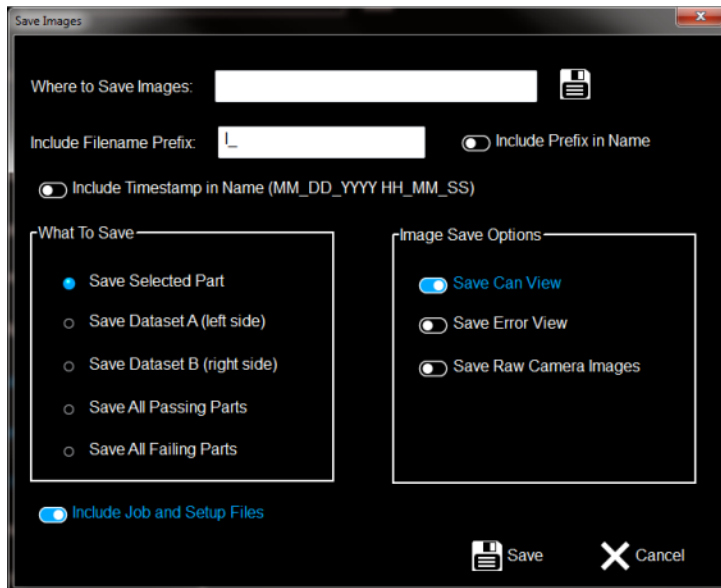 Save Images
Where to Save Images:
Include Filename Prefix: I_ Include Prefix in Name
Include Timestamp in Name (MM_DD_YYYY HH_MM_SS)
What To Save
Save Selected Part
Save Dataset A (left side)
Save Dataset B (right side)
Save All Passing Parts
Save All Failing Parts
Image Save Options
Save Can View
Save Error View
Save Raw Camera Images
Include Job and Setup Files
Save Cancel